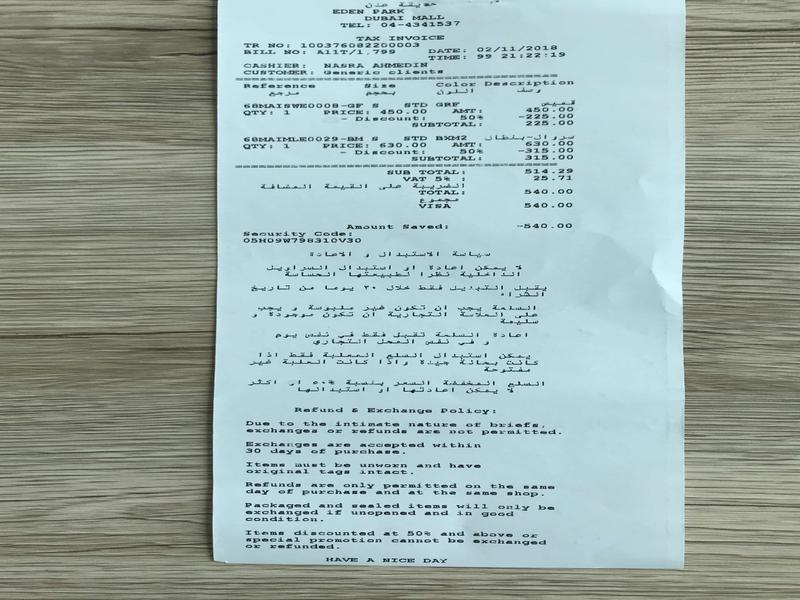 حديقة عدن
EDEN PARK
DUBAI MALL
TEL: 04-4341537
TAX INVOICE
TR NO: 100376082200003
BILL NO: A11T/1,799 DATE: 02/11/2018
TIME: 99 21:22:19
CASHIER: NASRA AHMEDIN
CUSTOMER: Generic clients
Reference Size Color Description
مرجع بحجم اللون وصف
68MAISWE0008-GF S STD GRF قميص
QTY: 1 PRICE: 450.00 AMT: 450.00
- Discount: 50% -225.00
SUBTOTAL: 225.00
68MAIMLE0029-BM S STD BXM2 سروال-بنطال
QTY: 1 PRICE: 630.00 AMT: 630.00
- Discount: 50% -315.00
SUBTOTAL: 315.00
SUB TOTAL: 514.29
VAT 5% : 25.71
الضريبة على القيمة المضافة
TOTAL: 540.00
مجموع
VISA 540.00
Amount Saved: -540.00
Security Code:
05H09W798310V30
سياسة الاستبدال و الاعادة
لا يمكن اعادة او استبدال السراويل
الداخلية نظرا لطبيعتها الحساسة
يقبل التبديل فقط خلال ٣٠ يوما من تاريخ
الشراء
السلعة يجب ان تكون غير ملبوسة و يجب
على العلامة التجارية ان تكون موجودة و
سليمة
اعادة السلعة تقبل فقط في نفس يوم
و في نفس المحل التجاري
يمكن استبدال السلع المعلبة فقط اذا
كانت بحالة جيدة واذا كانت العلبة غير
مفتوحة
السلع المخفضة السعر بنسبة ٥٠% او اكثر
لا يمكن اعادتها او استبدالها
Refund & Exchange Policy:
Due to the intimate nature of briefs,
exchanges or refunds are not permitted.
Exchanges are accepted within
30 days of purchase.
Items must be unworn and have
original tags intact.
Refunds are only permitted on the same
day of purchase and at the same shop.
Packaged and sealed items will only be
exchanged if unopened and in good
condition.
Items discounted at 50% and above or
special promotion cannot be exchanged
or refunded.
HAVE A NICE DAY